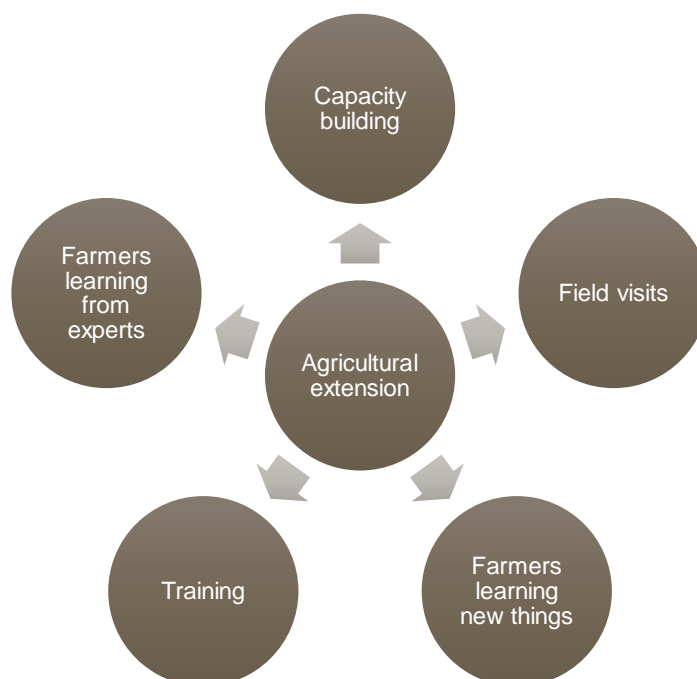 Capacity
building
Farmers
learning
from
experts
Field visits
Agricultural
extension
Training
Farmers
learning
new things